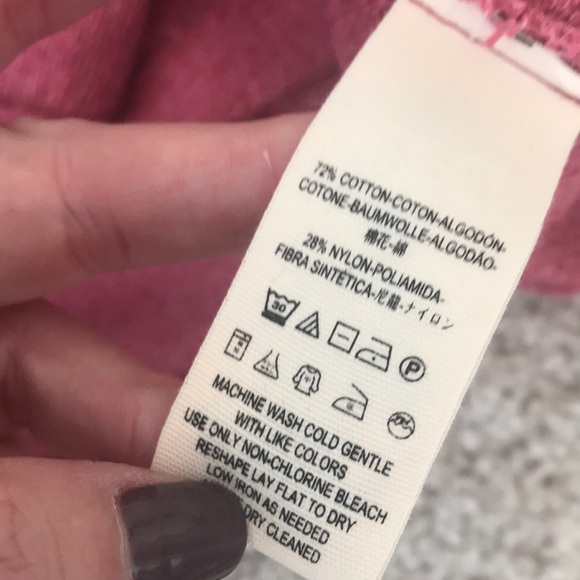 72% COTTON-COTON-ALGODÓN-
COTONE-BAUMWOLLE-ALGODÃO-
棉花-綿
28% NYLON-POLIAMIDA-
FIBRA SINTÉTICA-尼龍-ナイロン
30
P
MACHINE WASH COLD GENTLE
WITH LIKE COLORS
USE ONLY NON-CHLORINE BLEACH
RESHAPE LAY FLAT TO DRY
LOW IRON AS NEEDED
DRY CLEANED